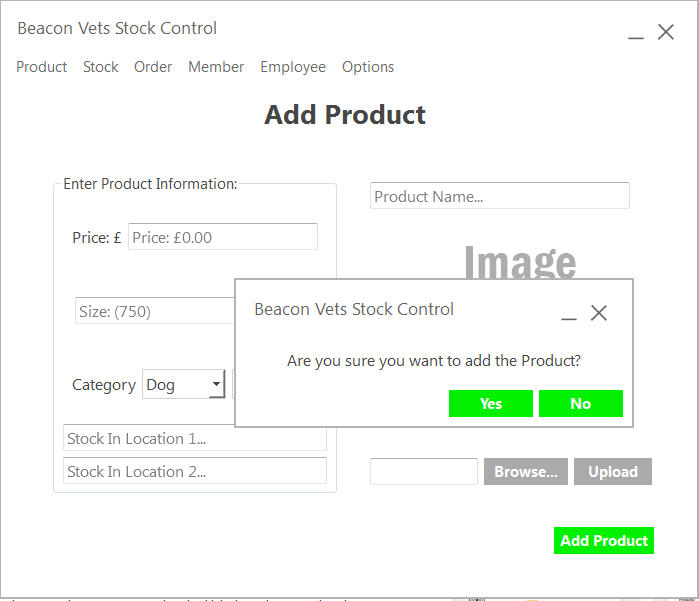 Beacon Vets Stock Control
Product Stock Order Member Employee Options
Add Product
Enter Product Information:
Product Name...
Price: £ Price: £0.00
Image
Size: (750)
Beacon Vets Stock Control
Are you sure you want to add the Product?
Yes No
Category Dog
Stock In Location 1...
Stock In Location 2...
Browse... Upload
Add Product